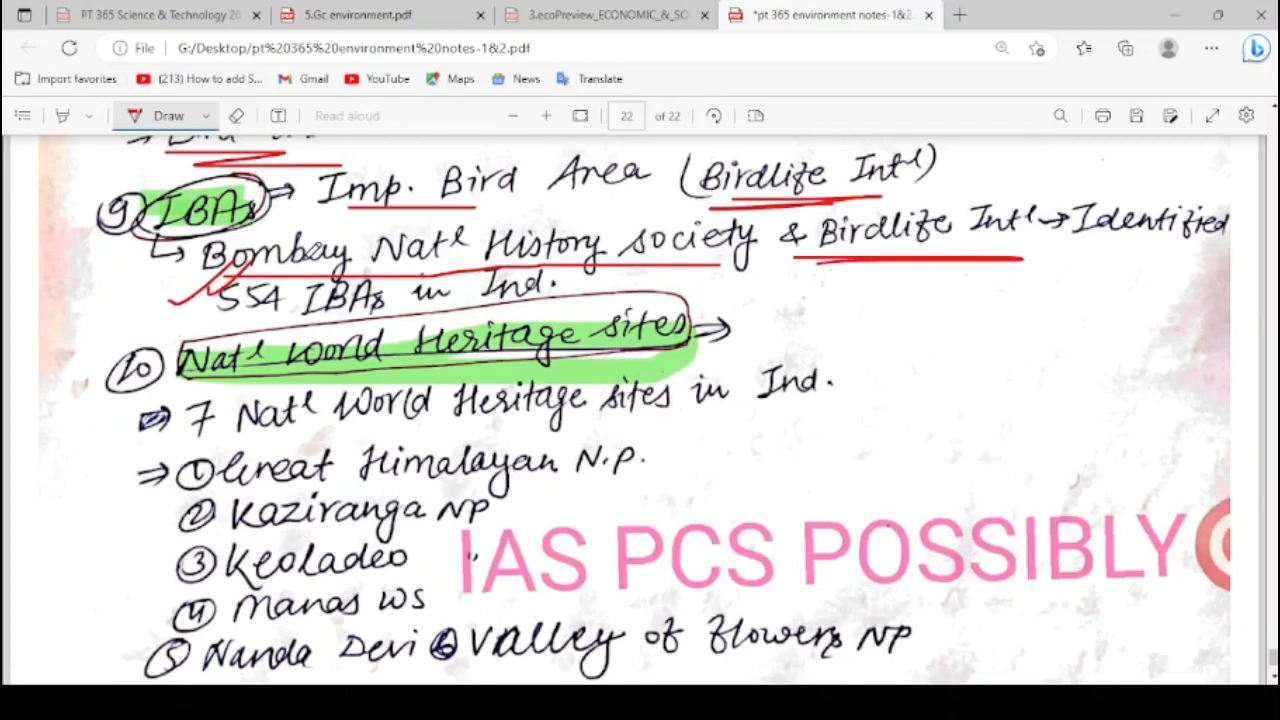 PT 365 Science & Technology 20
5.Gc environment.pdf
3.ecoPreview_ECONOMIC_&_SO
*pt 365 environment notes-1&2.
File
G:/Desktop/pt%20365%20environment%20notes-1&2.pdf
Import favorites
(213) How to add S...
Gmail
YouTube
Maps
News
Translate
Draw
Read aloud
22 of 22
9 IBAs ⇒ Imp. Bird Area (Birdlife Intl)
↳ Bombay Natl History society & Birdlife Intl → Identified
554 IBAs in Ind.
10 Natl World Heritage sites ⇒
⇒ 7 Natl World Heritage sites in Ind.
⇒ ① Great Himalayan N.P.
② Kaziranga NP
③ Keoladeo "
④ Manas WS
⑤ Nanda Devi ⑥ Valley of flowers NP
IAS PCS POSSIBLY